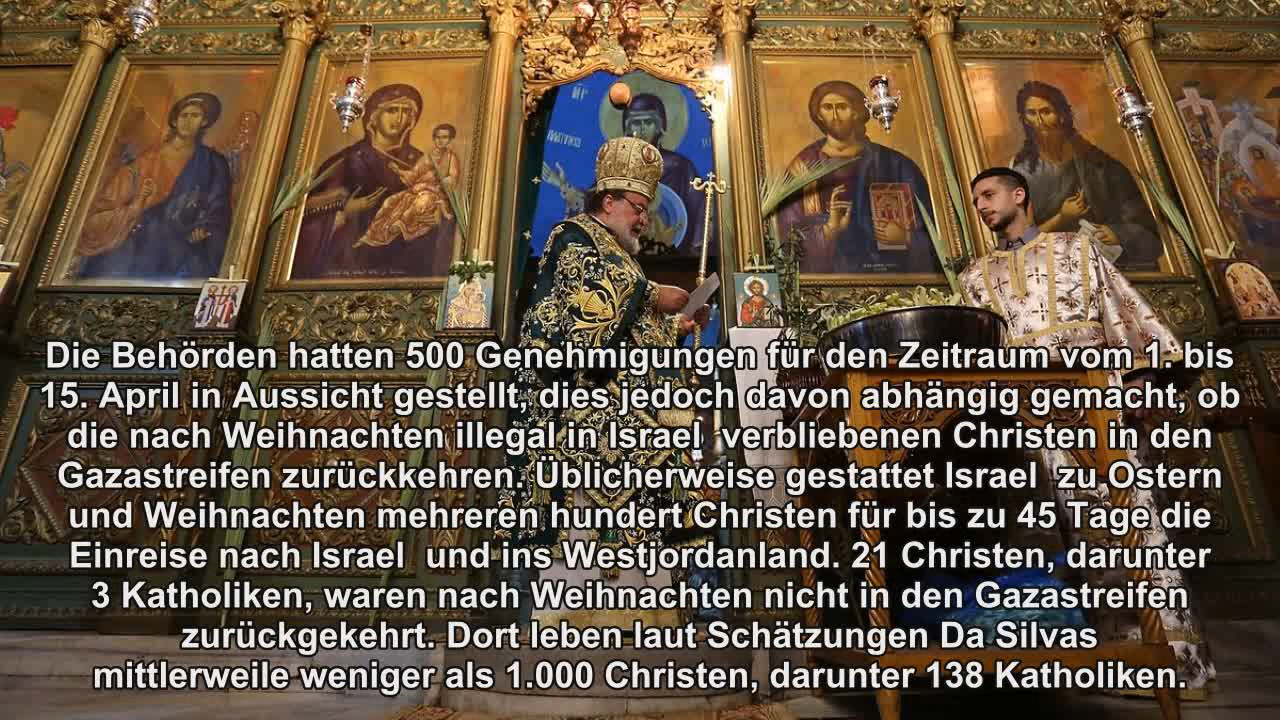 Die Behörden hatten 500 Genehmigungen für den Zeitraum vom 1. bis
15. April in Aussicht gestellt, dies jedoch davon abhängig gemacht, ob
die nach Weihnachten illegal in Israel  verbliebenen Christen in den
Gazastreifen zurückkehren. Üblicherweise gestattet Israel  zu Ostern
und Weihnachten mehreren hundert Christen für bis zu 45 Tage die
Einreise nach Israel  und ins Westjordanland. 21 Christen, darunter
3 Katholiken, waren nach Weihnachten nicht in den Gazastreifen
zurückgekehrt. Dort leben laut Schätzungen Da Silvas
mittlerweile weniger als 1.000 Christen, darunter 138 Katholiken.